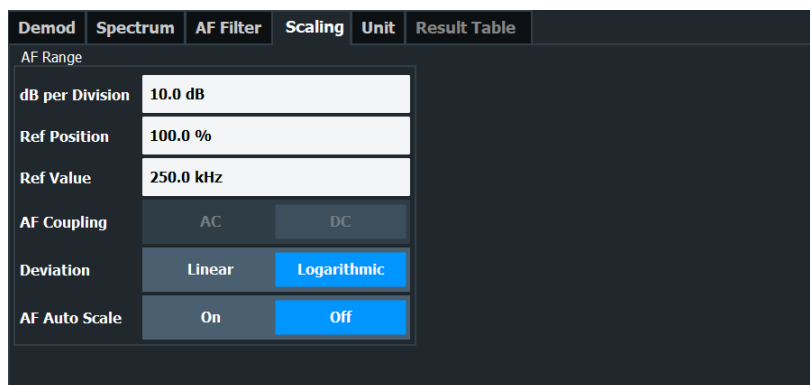 Demod Spectrum AF Filter Scaling Unit Result Table
AF Range
dB per Division 10.0 dB
Ref Position 100.0 %
Ref Value 250.0 kHz
AF Coupling AC DC
Deviation Linear Logarithmic
AF Auto Scale On Off